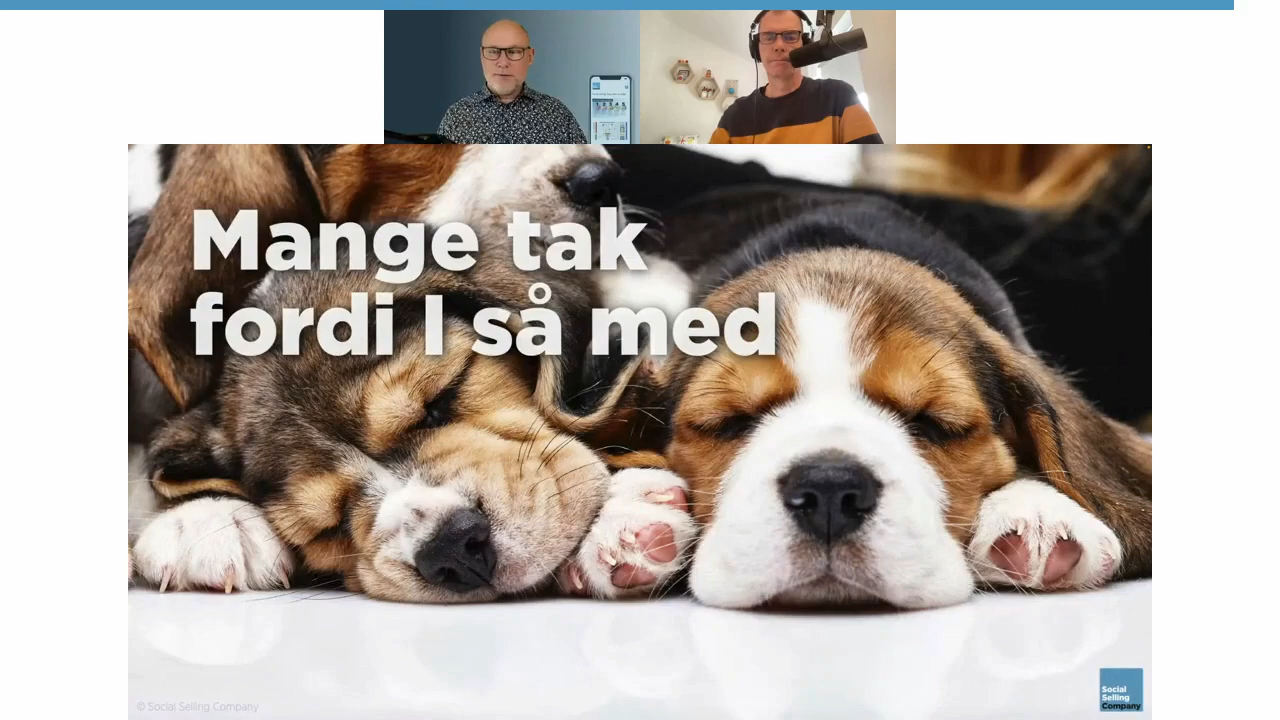 Mange tak
fordi I så med
© Social Selling Company
Social
Selling
Company